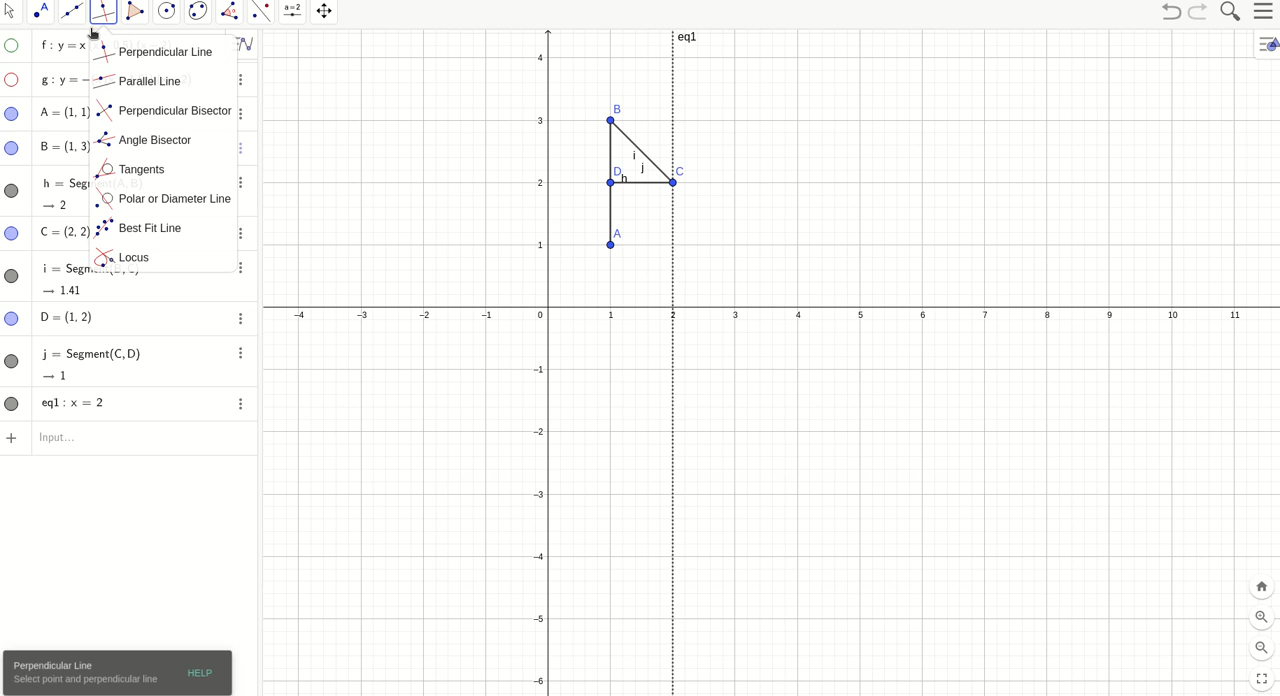 A
a=2
f : y = x
g : y = –
A = (1, 1)
B = (1, 3)
h = Seg
→ 2
C = (2, 2)
i = Segment(B, C)
→ 1.41
D = (1, 2)
j = Segment(C, D)
→ 1
eq1 : x = 2
+ Input...
Perpendicular Line
Parallel Line
Perpendicular Bisector
Angle Bisector
Tangents
Polar or Diameter Line
Best Fit Line
Locus
Perpendicular Line
Select point and perpendicular line
HELP
eq1
B
i
j
D
h
C
A
4
3
2
1
–4 –3 –2 –1 0 1 2 3 4 5 6 7 8 9 10 11
–1
–2
–3
–4
–5
–6